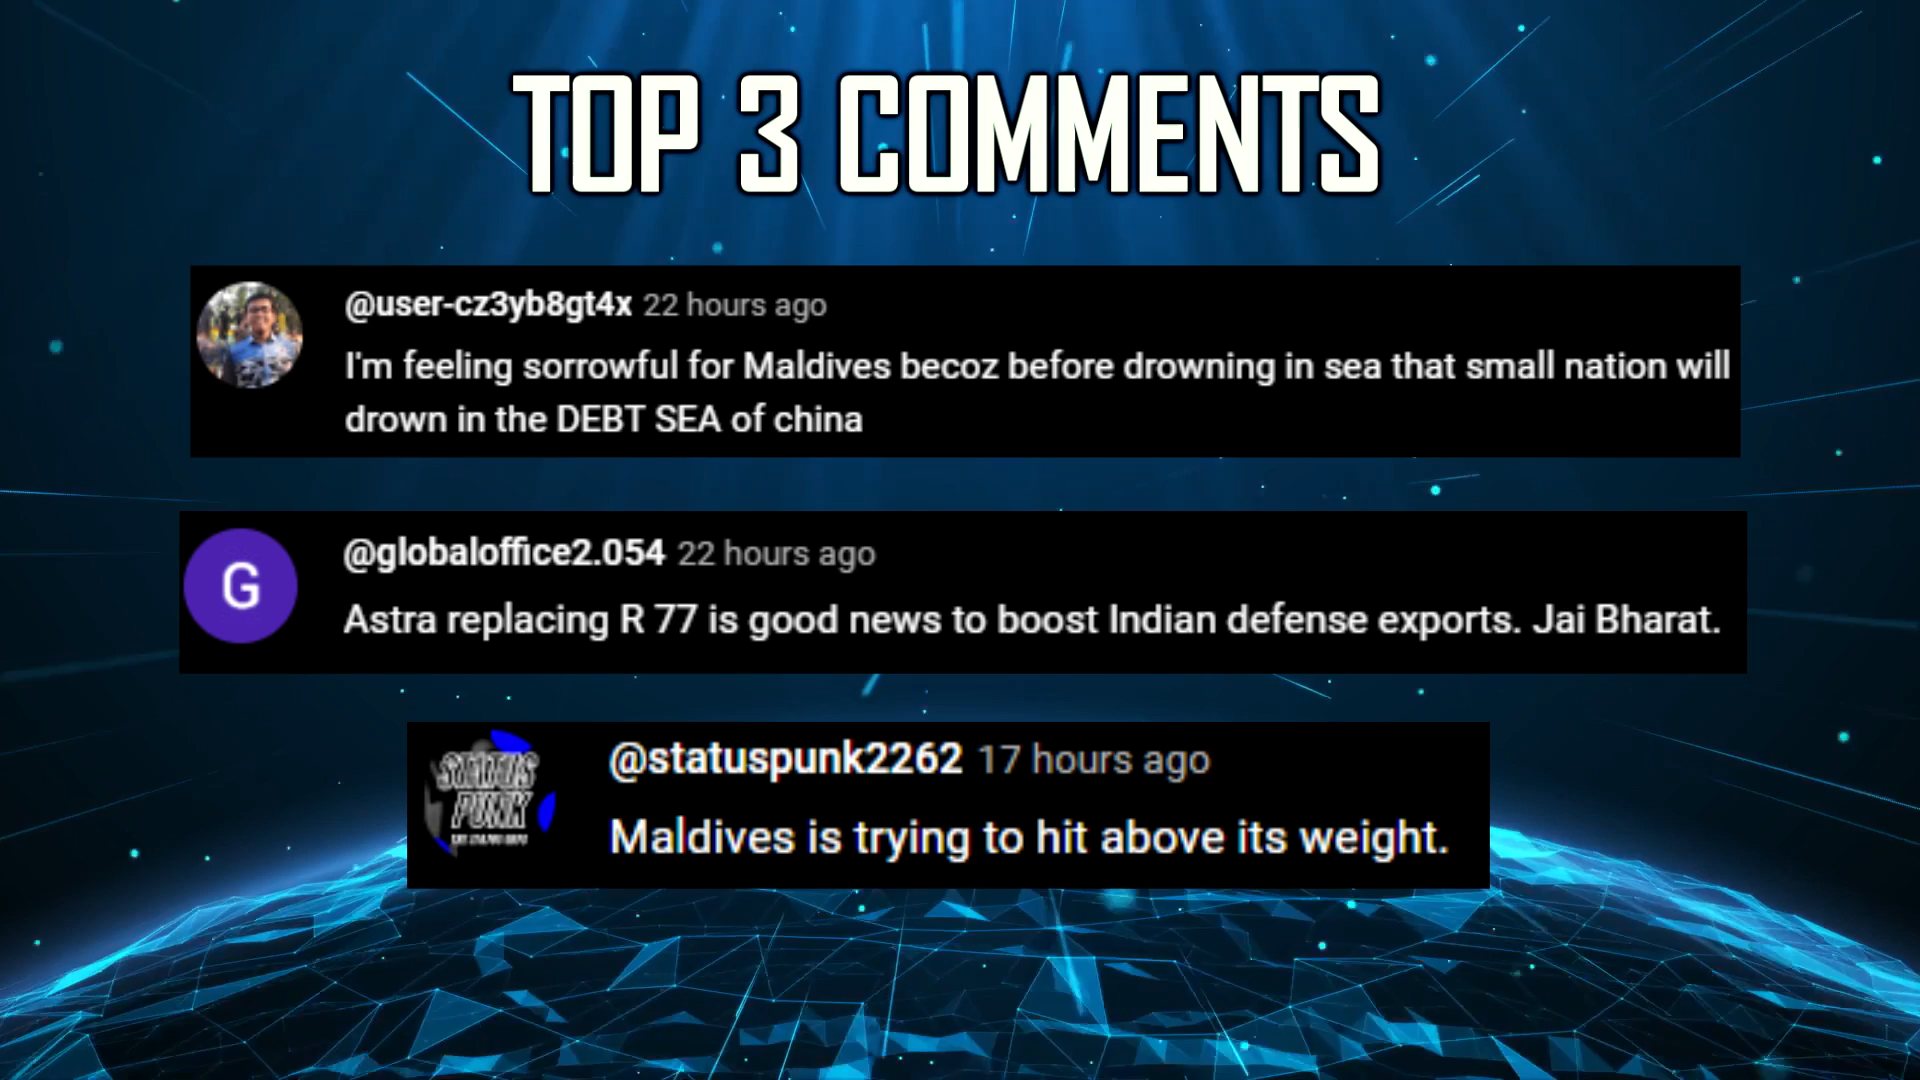 TOP 3 COMMENTS
@user-cz3yb8gt4x 22 hours ago
I'm feeling sorrowful for Maldives becoz before drowning in sea that small nation will
drown in the DEBT SEA of china
G
@globaloffice2.054 22 hours ago
Astra replacing R 77 is good news to boost Indian defense exports. Jai Bharat.
STATUS
PUNK
@statuspunk2262 17 hours ago
Maldives is trying to hit above its weight.